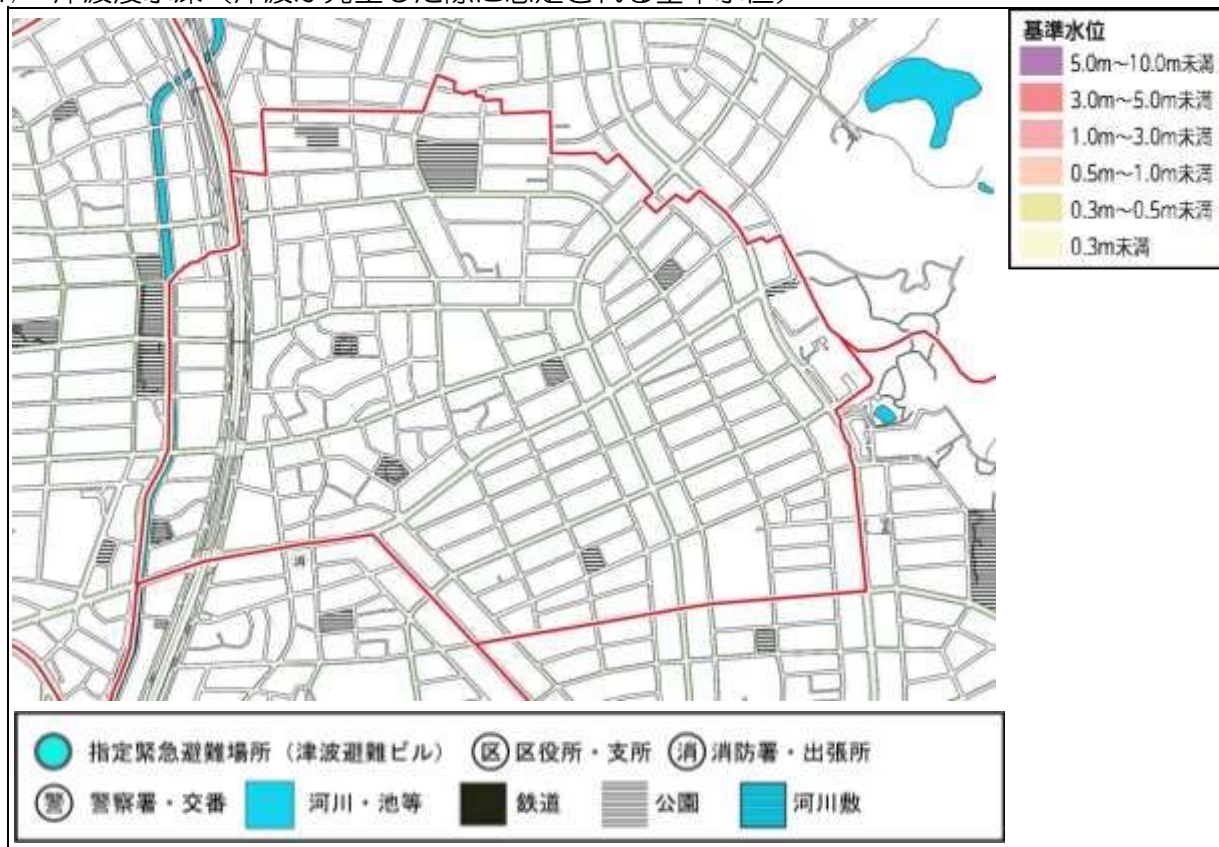 基準水位
5.0m～10.0m未満
3.0m～5.0m未満
1.0m～3.0m未満
0.5m～1.0m未満
0.3m～0.5m未満
0.3m未満
消
指定緊急避難場所（津波避難ビル） 区 区役所・支所 消 消防署・出張所
警 警察署・交番 河川・池等 鉄道 公園 河川敷